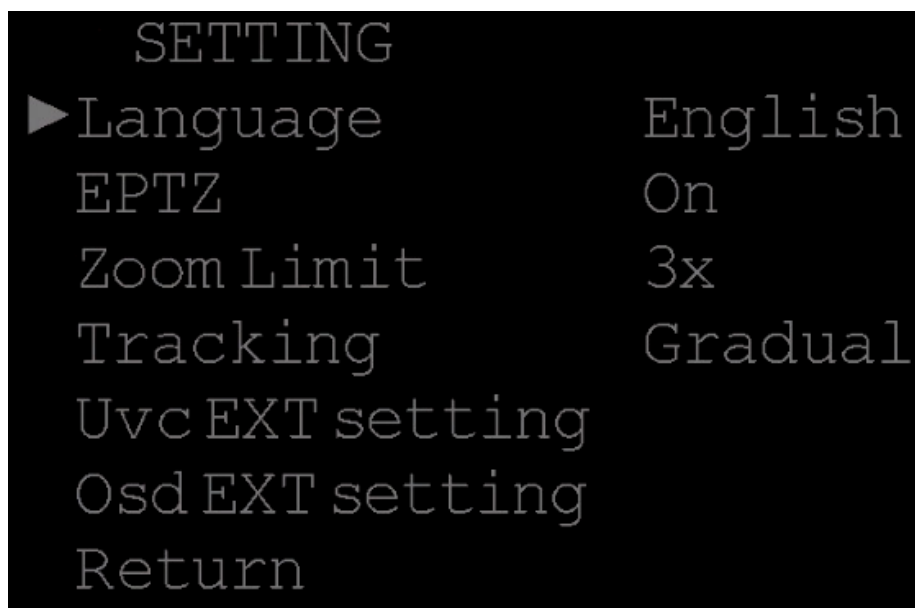 SETTING
▶Language English
EPTZ On
Zoom Limit 3x
Tracking Gradual
Uvc EXT setting
Osd EXT setting
Return